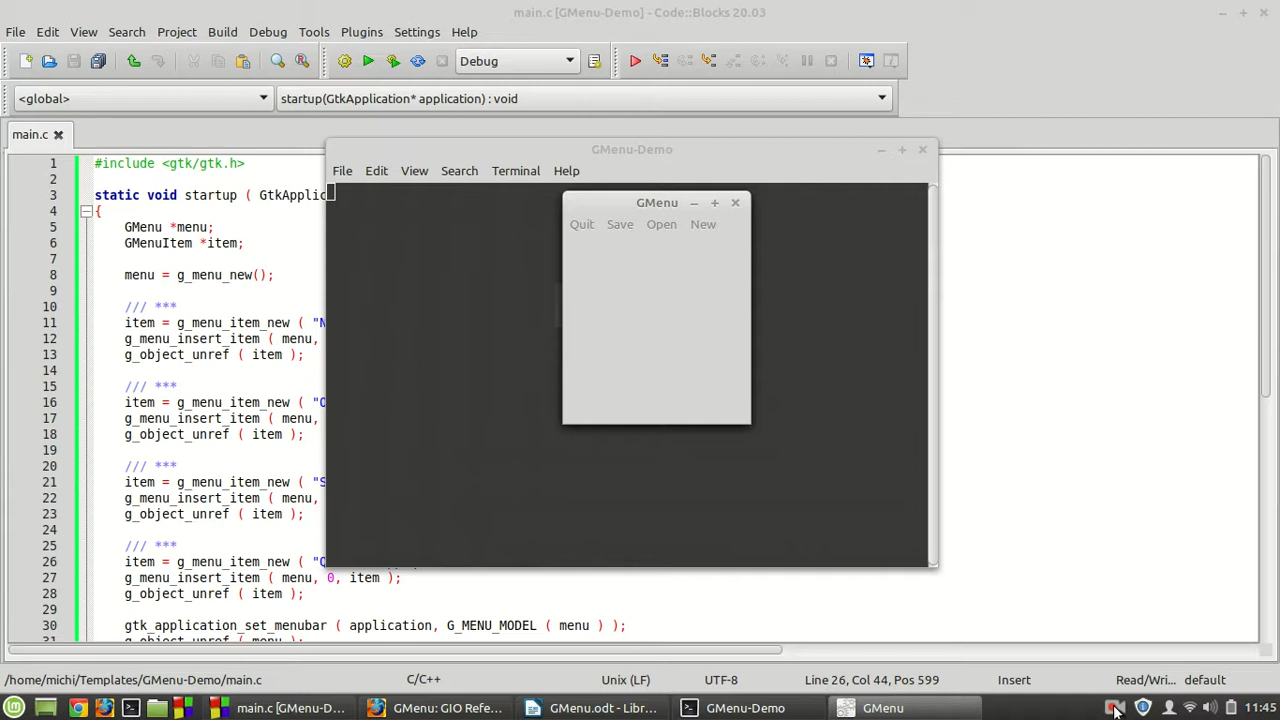 main.c [GMenu-Demo] - Code::Blocks 20.03
File Edit View Search Project Build Debug Tools Plugins Settings Help
Debug
<global> startup(GtkApplication* application) : void
main.c
1 #include <gtk/gtk.h>
2
3 static void startup ( GtkApplic
4 {
5 GMenu *menu;
6 GMenuItem *item;
7
8 menu = g_menu_new();
9
10 /// ***
11 item = g_menu_item_new ( "N
12 g_menu_insert_item ( menu,
13 g_object_unref ( item );
14
15 /// ***
16 item = g_menu_item_new ( "O
17 g_menu_insert_item ( menu,
18 g_object_unref ( item );
19
20 /// ***
21 item = g_menu_item_new ( "S
22 g_menu_insert_item ( menu,
23 g_object_unref ( item );
24
25 /// ***
26 item = g_menu_item_new ( "Q
27 g_menu_insert_item ( menu, 0, item );
28 g_object_unref ( item );
29
30 gtk_application_set_menubar ( application, G_MENU_MODEL ( menu ) );
31 g_object_unref ( menu );
GMenu-Demo
File Edit View Search Terminal Help
GMenu
Quit Save Open New
/home/michi/Templates/GMenu-Demo/main.c C/C++ Unix (LF) UTF-8 Line 26, Col 44, Pos 599 Insert Read/Wri... default
main.c [GMenu-D... GMenu: GIO Refe... GMenu.odt - Libr... GMenu-Demo GMenu 11:45